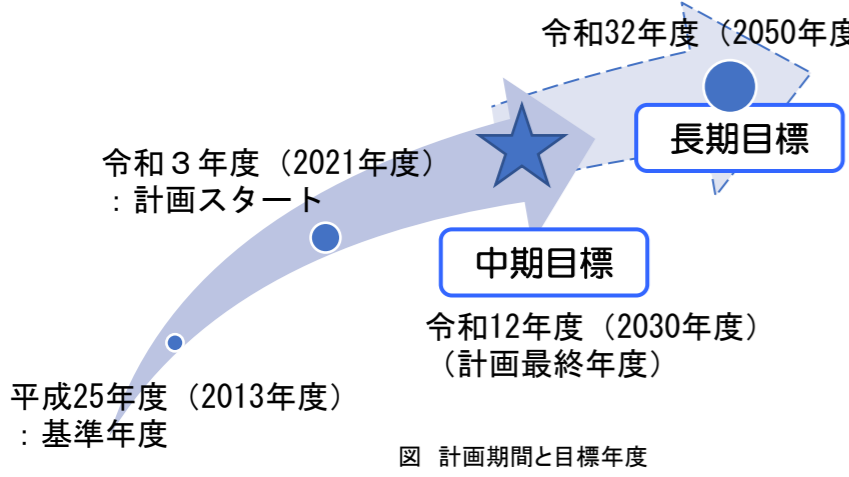 令和32年度（2050年度
令和３年度（2021年度）
：計画スタート
長期目標
中期目標
令和12年度（2030年度）
（計画最終年度）
平成25年度（2013年度）
：基準年度
図　計画期間と目標年度